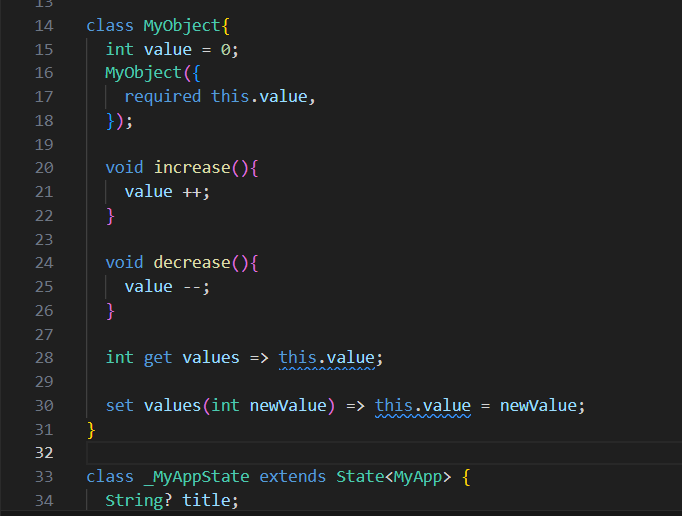 13
14 class MyObject{
15 int value = 0;
16 MyObject({
17 required this.value,
18 });
19
20 void increase(){
21 value ++;
22 }
23
24 void decrease(){
25 value --;
26 }
27
28 int get values => this.value;
29
30 set values(int newValue) => this.value = newValue;
31 }
32
33 class _MyAppState extends State<MyApp> {
34 String? title;